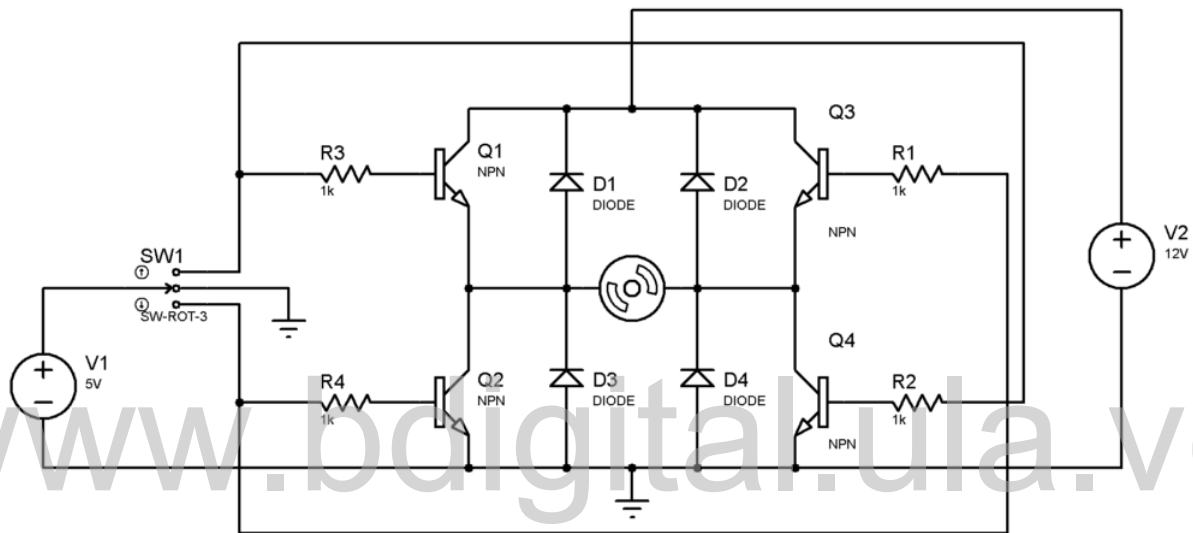 Q3
Q1
NPN
R3
1k
R1
1k
D1
DIODE
D2
DIODE
NPN
V2
12V
+
−
SW1
SW-ROT-3
V1
5V
+
−
Q4
R4
1k
Q2
NPN
D3
DIODE
D4
DIODE
R2
1k
NPN
www.bdigital.ula.ve